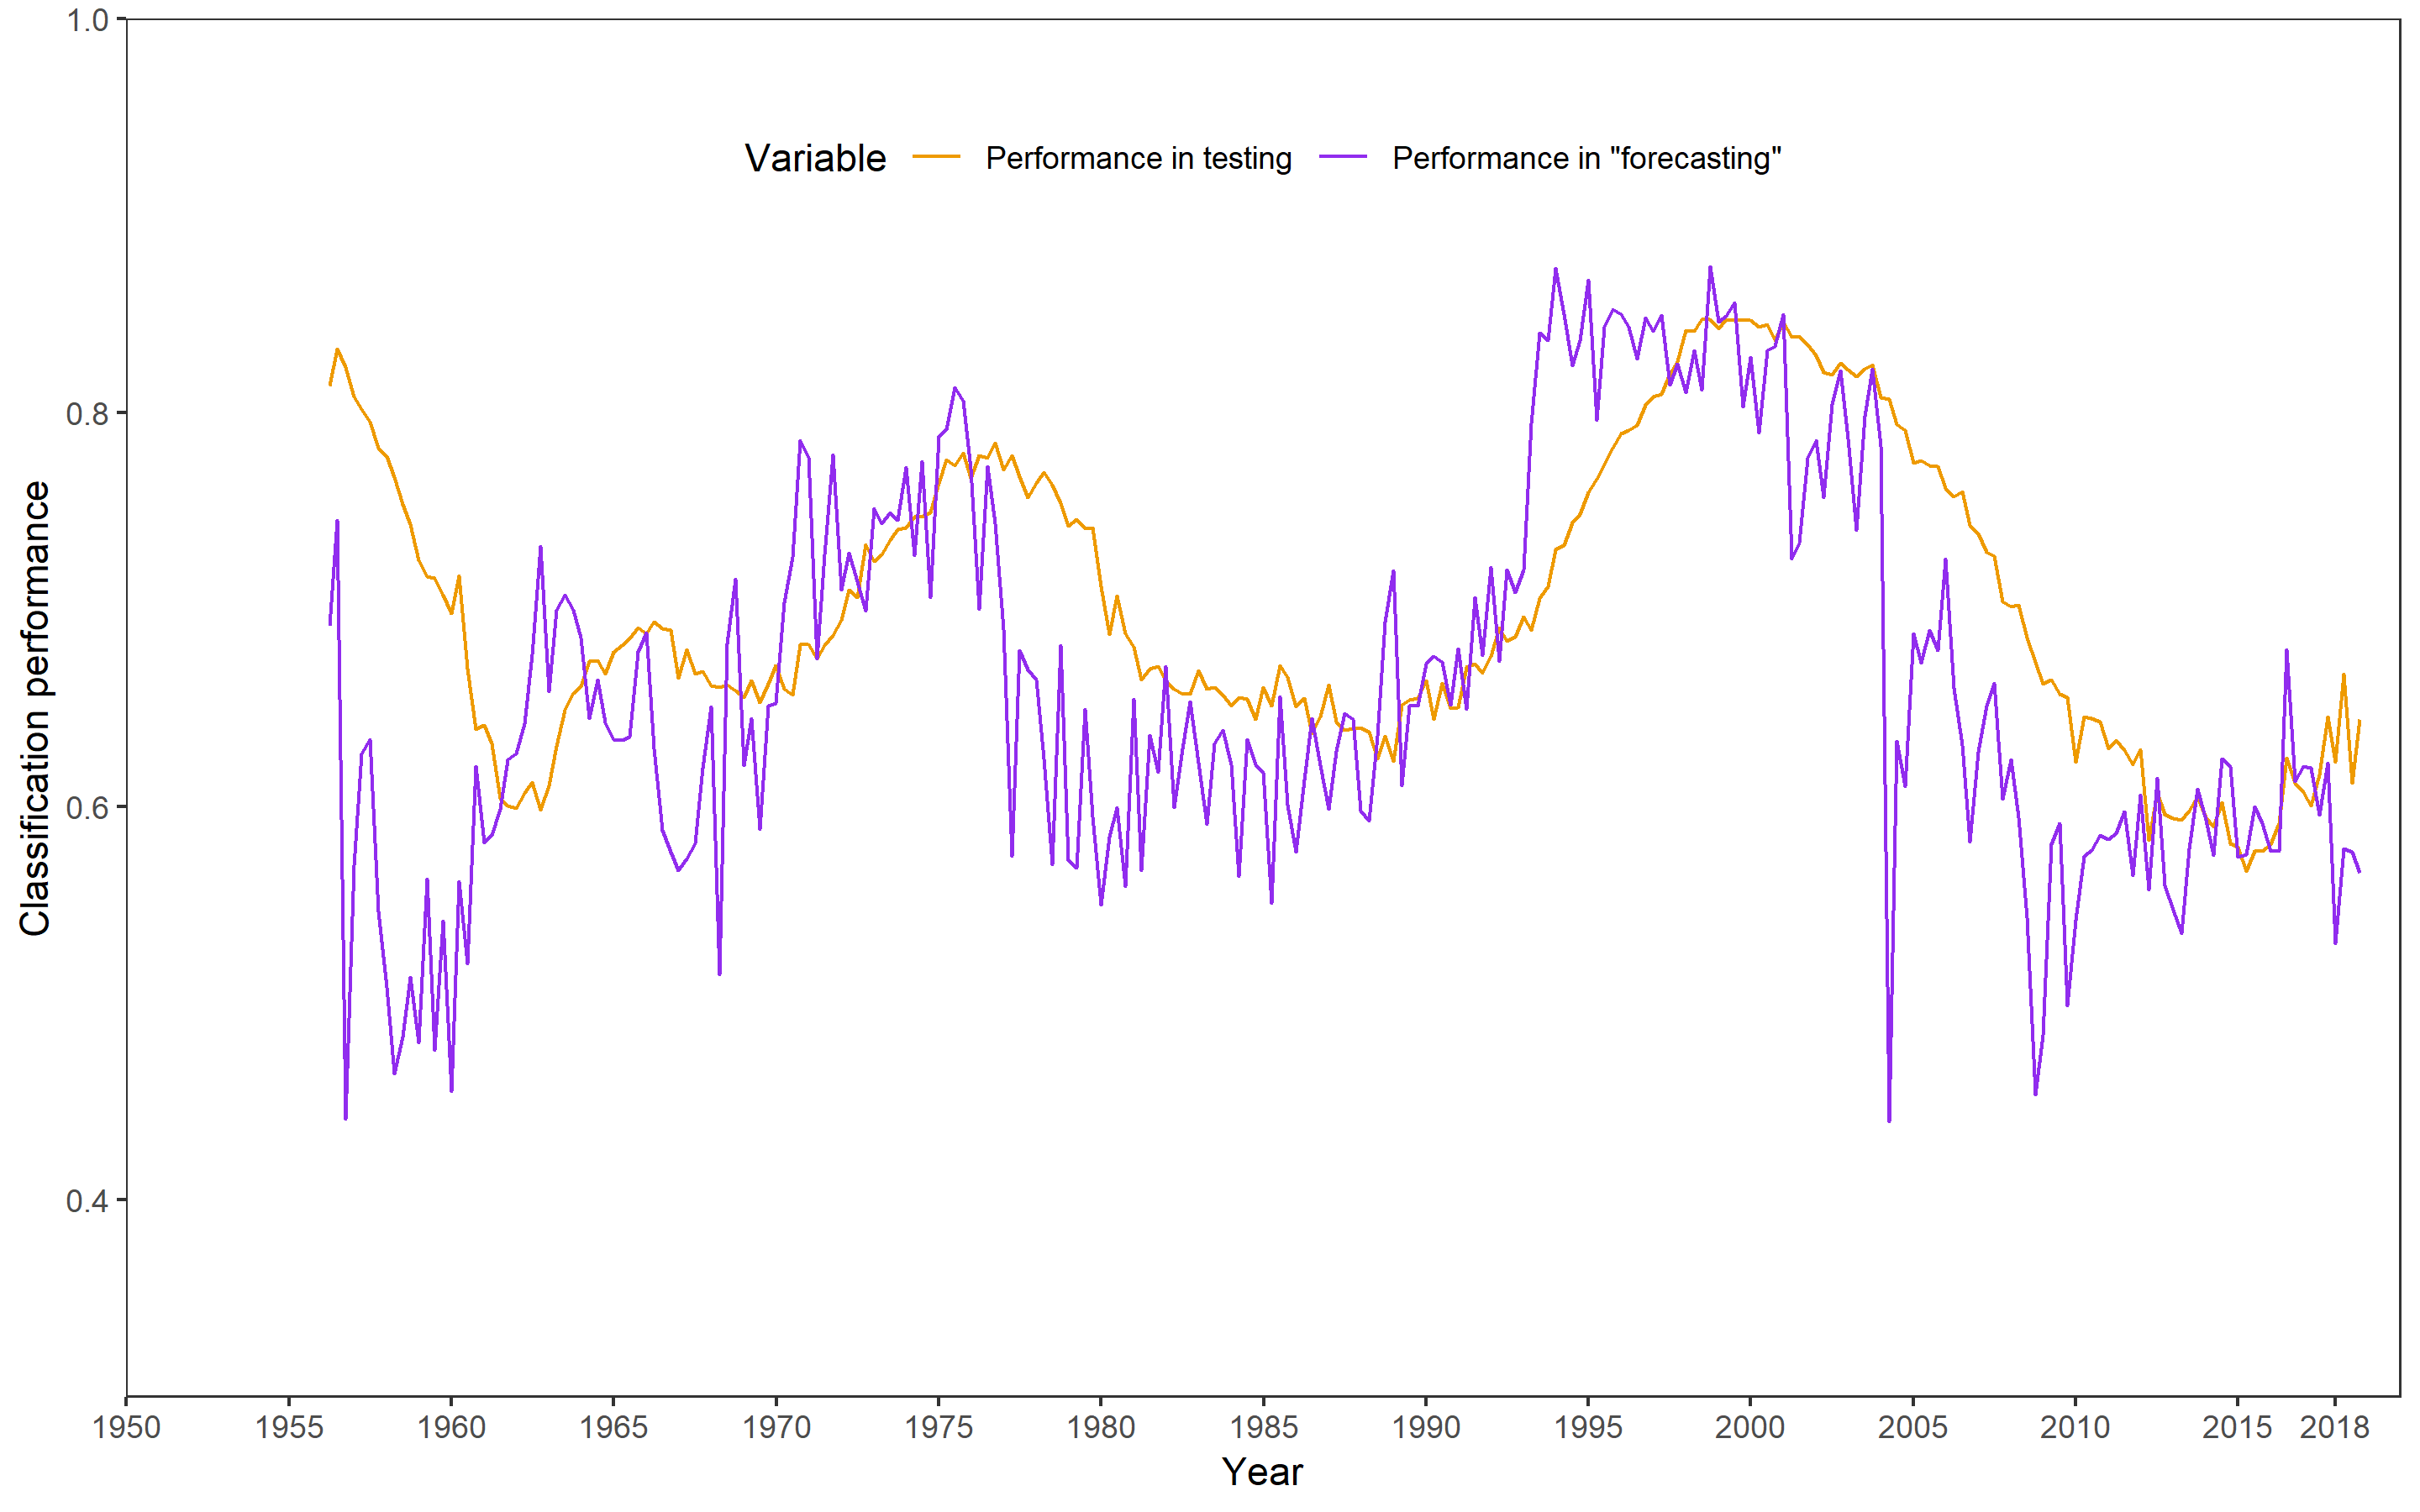 1.0
Variable Performance in testing Performance in "forecasting"
0.8
Classification performance
0.6
0.4
1950 1955 1960 1965 1970 1975 1980 1985 1990 1995 2000 2005 2010 2015 2018
Year